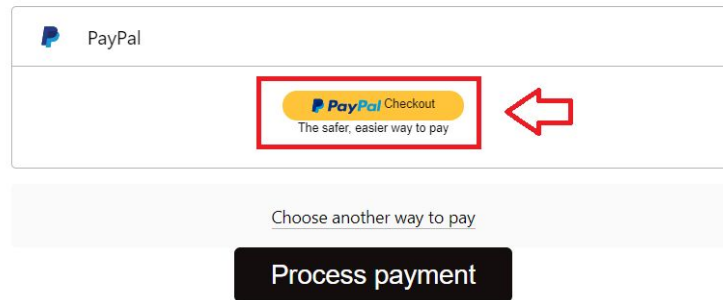 PayPal
PayPal Checkout
The safer, easier way to pay
Choose another way to pay
Process payment